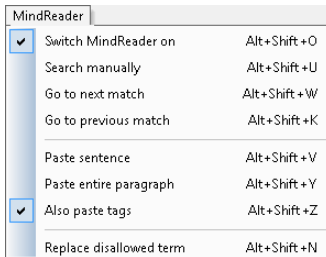 MindReader
Switch MindReader on Alt+Shift+O
Search manually Alt+Shift+U
Go to next match Alt+Shift+W
Go to previous match Alt+Shift+K
Paste sentence Alt+Shift+V
Paste entire paragraph Alt+Shift+Y
Also paste tags Alt+Shift+Z
Replace disallowed term Alt+Shift+N